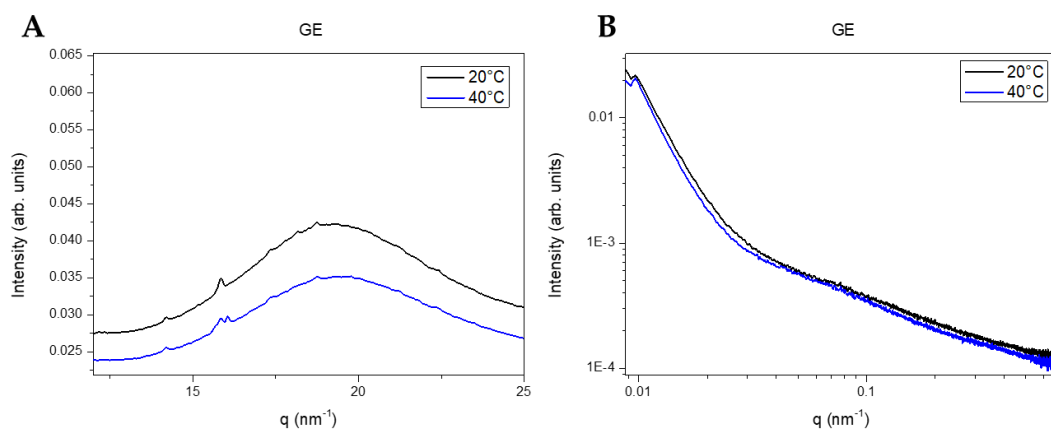 A
GE
Intensity (arb. units)
0.065
0.060
0.055
0.050
0.045
0.040
0.035
0.030
0.025
20°C
40°C
15
20
25
q (nm⁻¹)
B
GE
Intensity (arb. units)
0.01
1E-3
1E-4
20°C
40°C
0.01
0.1
q (nm⁻¹)